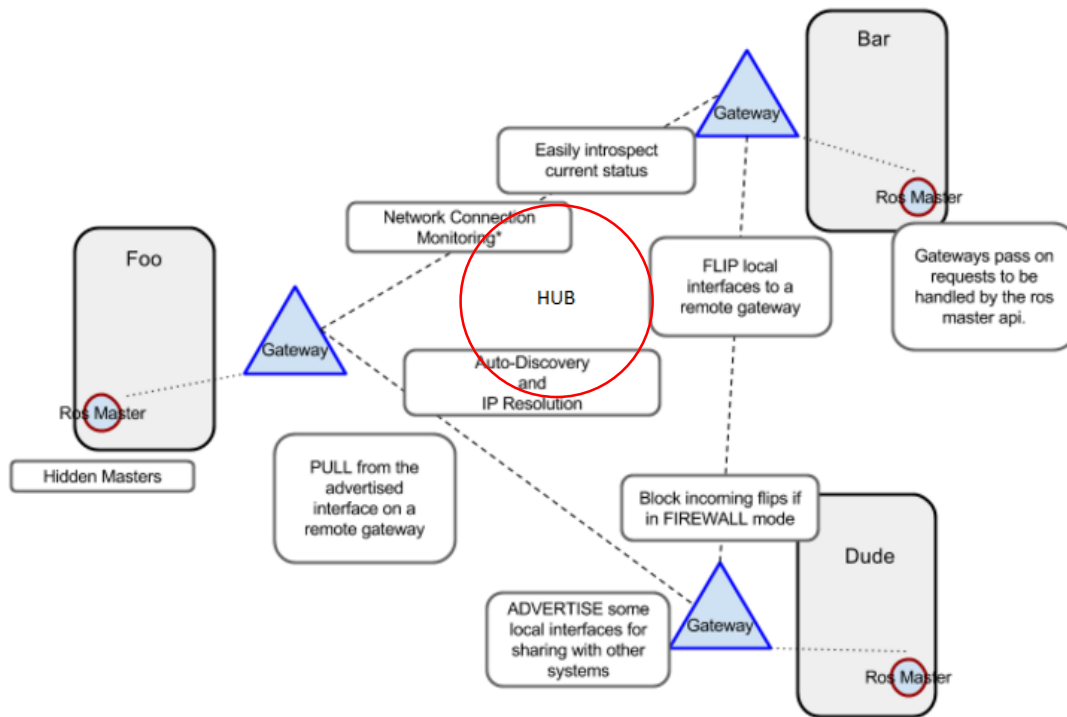 Bar
Gateway
Easily introspect
current status
Ros Master
Network Connection
Monitoring*
Foo
FLIP local
interfaces to a
remote gateway
Gateways pass on
requests to be
handled by the ros
master api.
HUB
Gateway
Auto-Discovery
and
IP Resolution
Ros Master
Hidden Masters
PULL from the
advertised
interface on a
remote gateway
Block incoming flips if
in FIREWALL mode
Dude
ADVERTISE some
local interfaces for
sharing with other
systems
Gateway
Ros Master